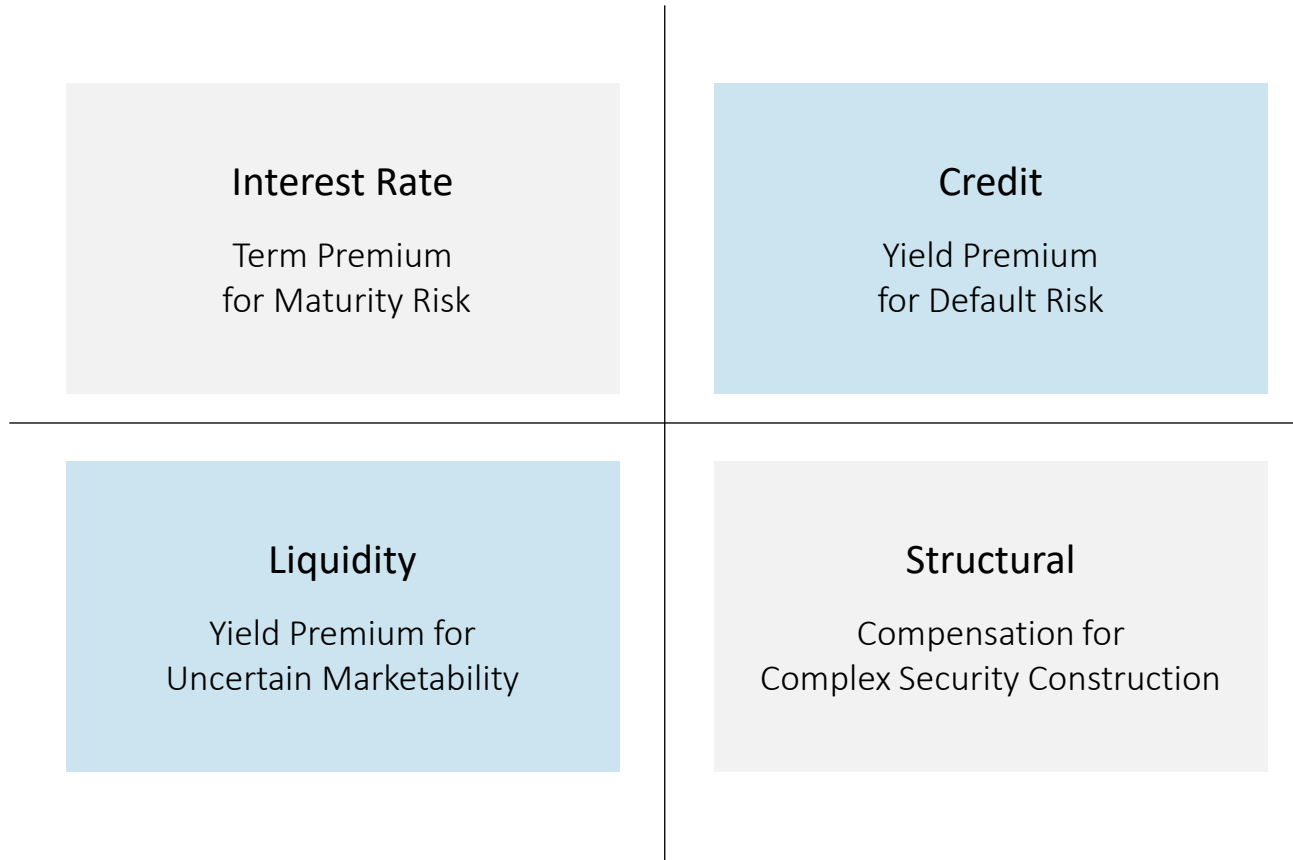 Interest Rate
Term Premium
for Maturity Risk
Credit
Yield Premium
for Default Risk
Liquidity
Yield Premium for
Uncertain Marketability
Structural
Compensation for
Complex Security Construction